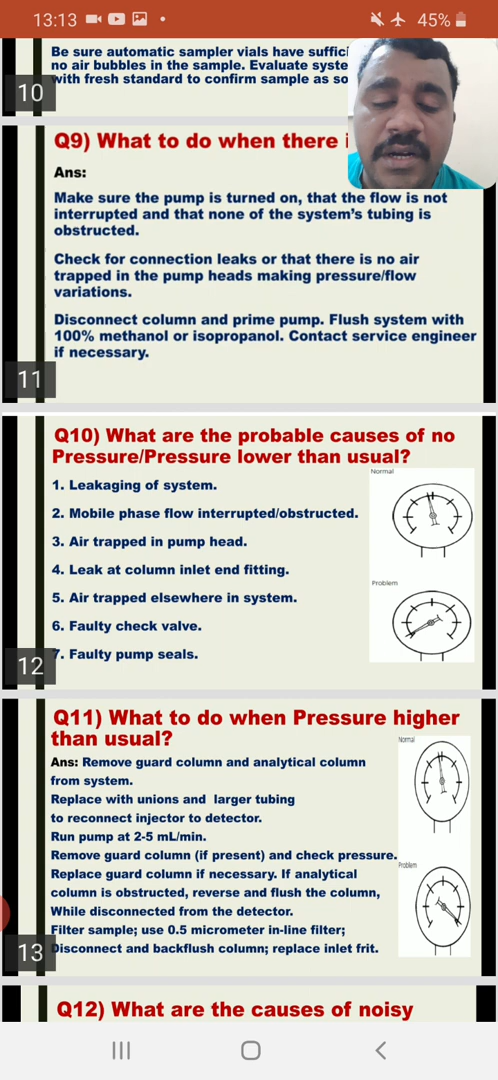 13:13
45%
Be sure automatic sampler vials have suffici
no air bubbles in the sample. Evaluate syste
with fresh standard to confirm sample as so
10
Q9) What to do when there i
Ans:
Make sure the pump is turned on, that the flow is not
interrupted and that none of the system's tubing is
obstructed.
Check for connection leaks or that there is no air
trapped in the pump heads making pressure/flow
variations.
Disconnect column and prime pump. Flush system with
100% methanol or isopropanol. Contact service engineer
if necessary.
11
Q10) What are the probable causes of no
Pressure/Pressure lower than usual?
Normal
1. Leakaging of system.
2. Mobile phase flow interrupted/obstructed.
3. Air trapped in pump head.
4. Leak at column inlet end fitting.
Problem
5. Air trapped elsewhere in system.
6. Faulty check valve.
7. Faulty pump seals.
12
Q11) What to do when Pressure higher
than usual?
Normal
Ans: Remove guard column and analytical column
from system.
Replace with unions and larger tubing
to reconnect injector to detector.
Run pump at 2-5 mL/min.
Remove guard column (if present) and check pressure.
Problem
Replace guard column if necessary. If analytical
column is obstructed, reverse and flush the column,
While disconnected from the detector.
Filter sample; use 0.5 micrometer in-line filter;
Disconnect and backflush column; replace inlet frit.
13
Q12) What are the causes of noisy